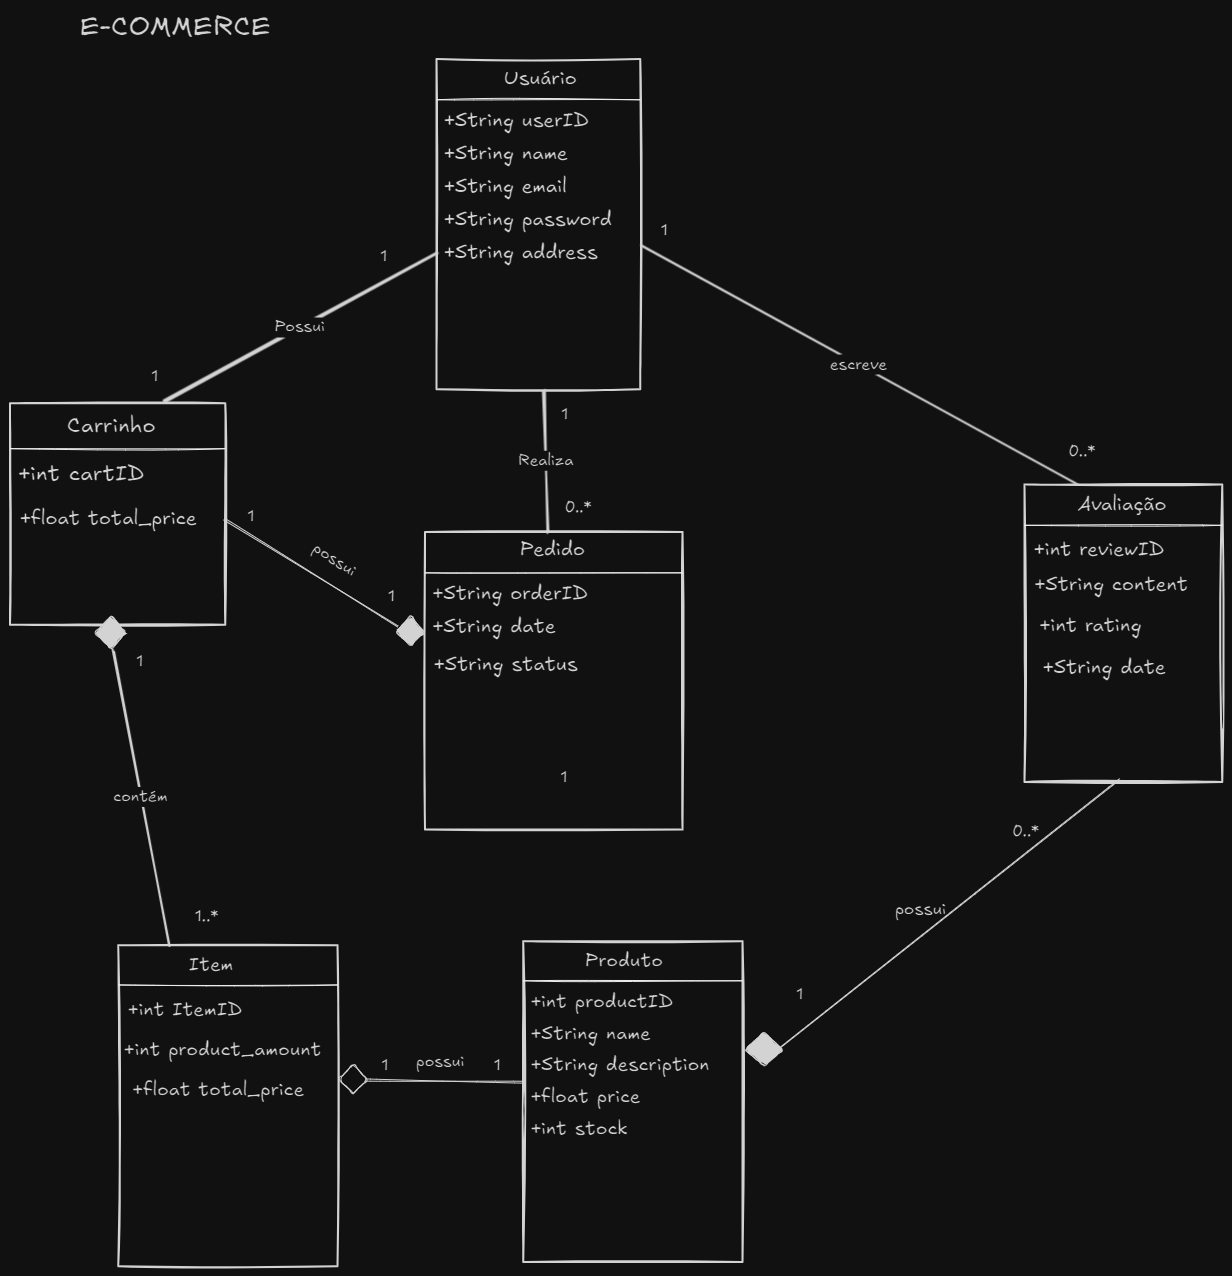 E-COMMERCE
Usuário
+String userID
+String name
+String email
+String password
+String address
1
1
Possui
1
1
Realiza
0..*
1
escreve
0..*
Carrinho
+int cartID
+float total_price
1
possui
1
Pedido
+String orderID
+String date
+String status
1
Avaliação
+int reviewID
+String content
+int rating
+String date
1
contém
1..*
0..*
possui
1
Item
+int ItemID
+int product_amount
+float total_price
1
possui
1
Produto
+int productID
+String name
+String description
+float price
+int stock